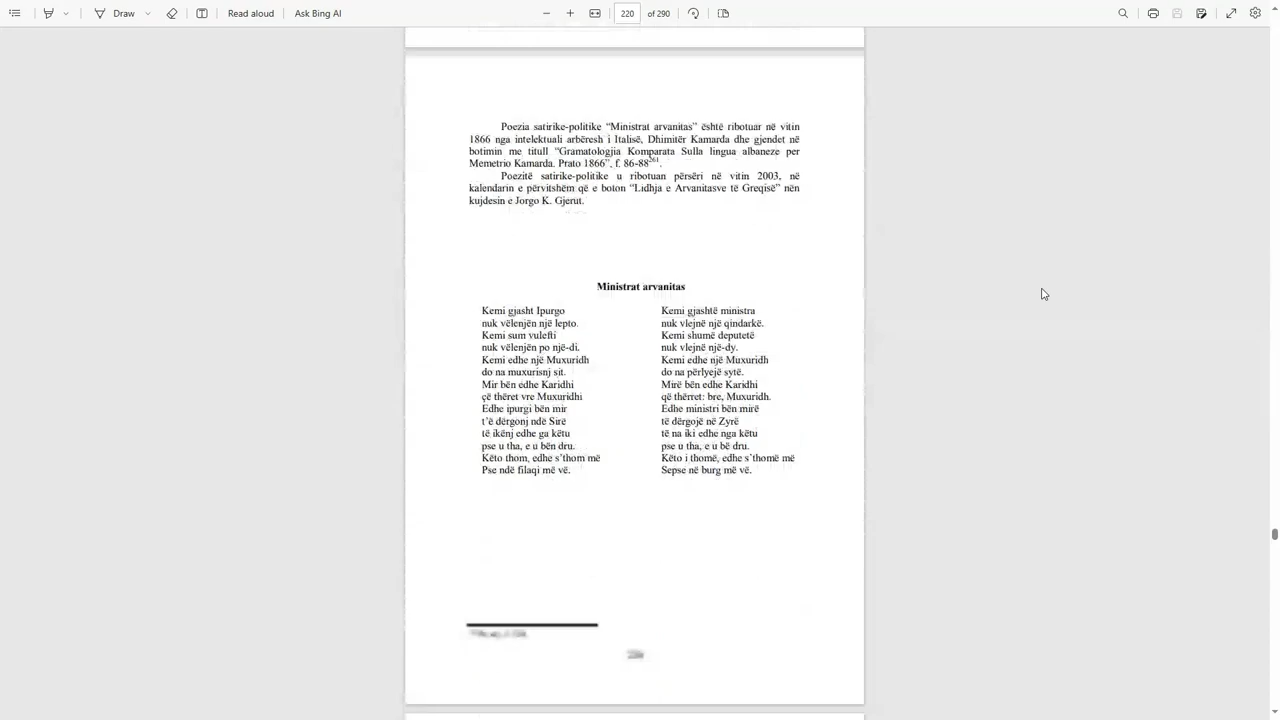 Draw
Read aloud
Ask Bing AI
220 of 290
Poezia satirike-politike “Ministrat arvanitas” është ribotuar në vitin
1866 nga intelektuali arbëresh i Italisë, Dhimitër Kamarda dhe gjendet në
botimin me titull “Gramatologjia Komparata Sulla lingua albaneze per
Memetrio Kamarda. Prato 1866”, f. 86-88²⁶¹.
Poezitë satirike-politike u ribotuan përsëri në vitin 2003, në
kalendarin e përvitshëm që e boton “Lidhja e Arvanitasve të Greqisë” nën
kujdesin e Jorgo K. Gjerut.
Ministrat arvanitas
Kemi gjasht Ipurgo
nuk vëlenjën një lepto.
Kemi sum vulefti
nuk vëlenjën po një-di.
Kemi edhe një Muxuridh
do na muxurisnj sit.
Mir bën edhe Karidhi
çë thëret vre Muxuridhi
Edhe ipurgi bën mir
t’ë dërgonj ndë Sirë
të ikënj edhe ga këtu
pse u tha, e u bën dru.
Këto thom, edhe s’thom më
Pse ndë filaqi më vë.
Kemi gjashtë ministra
nuk vlejnë një qindarkë.
Kemi shumë deputetë
nuk vlejnë një-dy.
Kemi edhe një Muxuridh
do na përlyejë sytë.
Mirë bën edhe Karidhi
që thërret: bre, Muxuridh.
Edhe ministri bën mirë
të dërgojë në Zyrë
të na iki edhe nga këtu
pse u tha, e u bë dru.
Këto i thomë, edhe s’thomë më
Sepse në burg më vë.